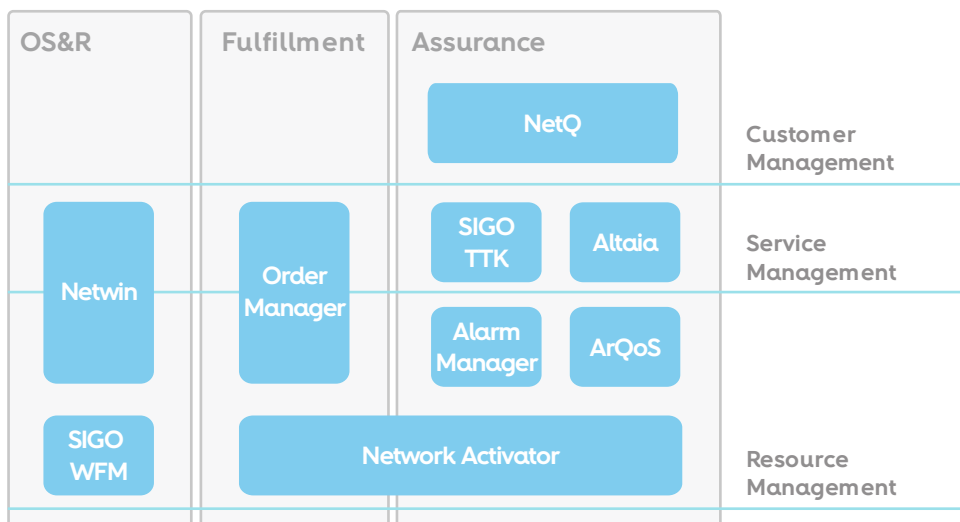 OS&R
Fulfillment
Assurance
NetQ
Customer
Management
Netwin
Order
Manager
SIGO
TTK
Altaia
Service
Management
Alarm
Manager
ArQoS
SIGO
WFM
Network Activator
Resource
Management